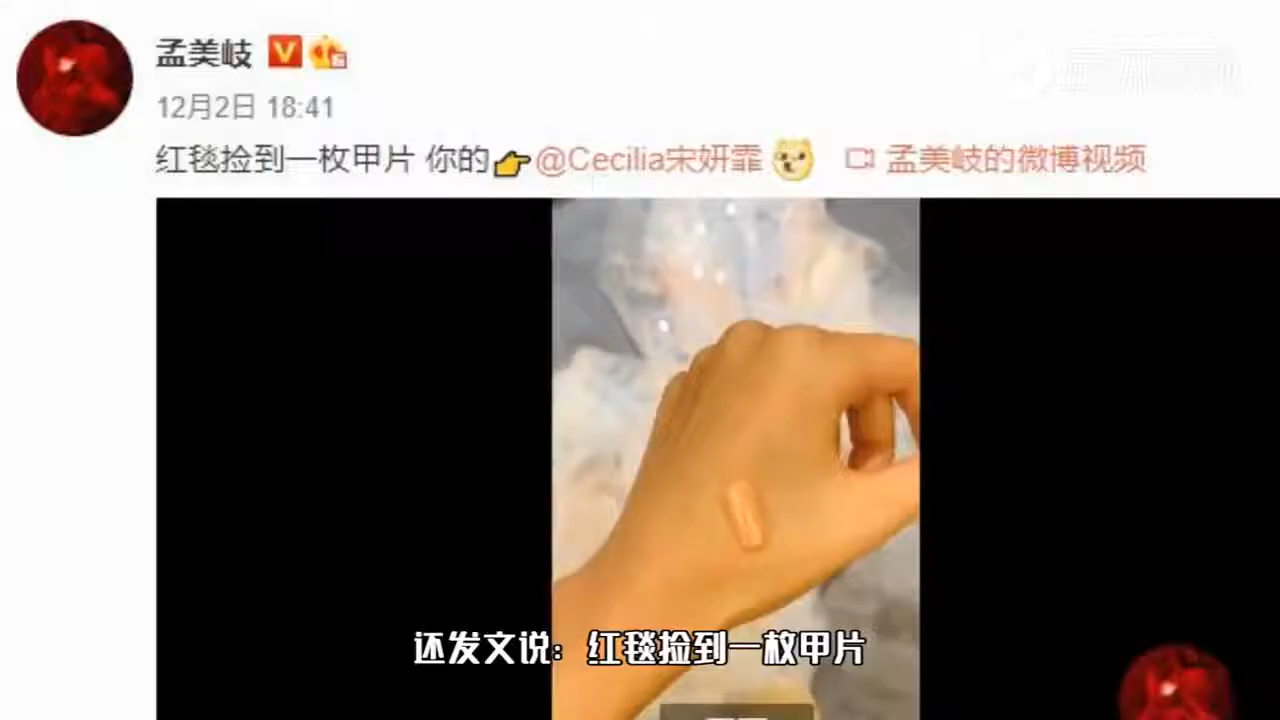 孟美岐
12月2日 18:41
红毯捡到一枚甲片 你的👉@Cecilia宋妍霏 孟美岐的微博视频
还发文说：红毯捡到一枚甲片